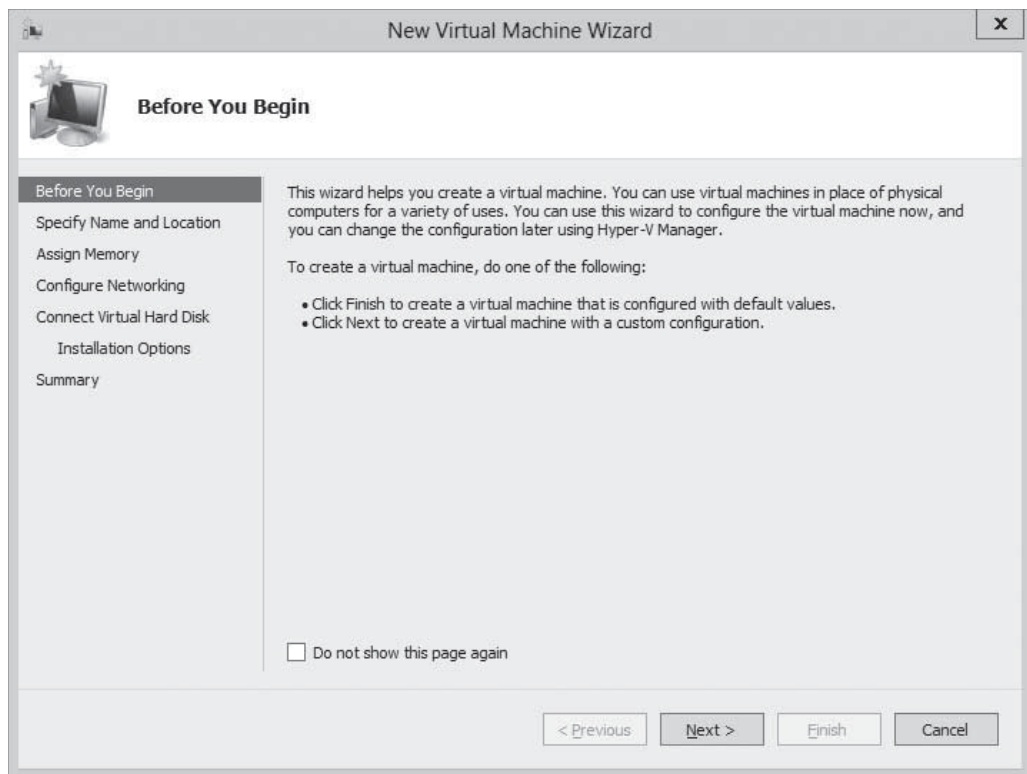 New Virtual Machine Wizard
x
Before You Begin
Before You Begin
Specify Name and Location
Assign Memory
Configure Networking
Connect Virtual Hard Disk
Installation Options
Summary
This wizard helps you create a virtual machine. You can use virtual machines in place of physical
computers for a variety of uses. You can use this wizard to configure the virtual machine now, and
you can change the configuration later using Hyper-V Manager.
To create a virtual machine, do one of the following:
• Click Finish to create a virtual machine that is configured with default values.
• Click Next to create a virtual machine with a custom configuration.
Do not show this page again
< Previous
Next >
Finish
Cancel